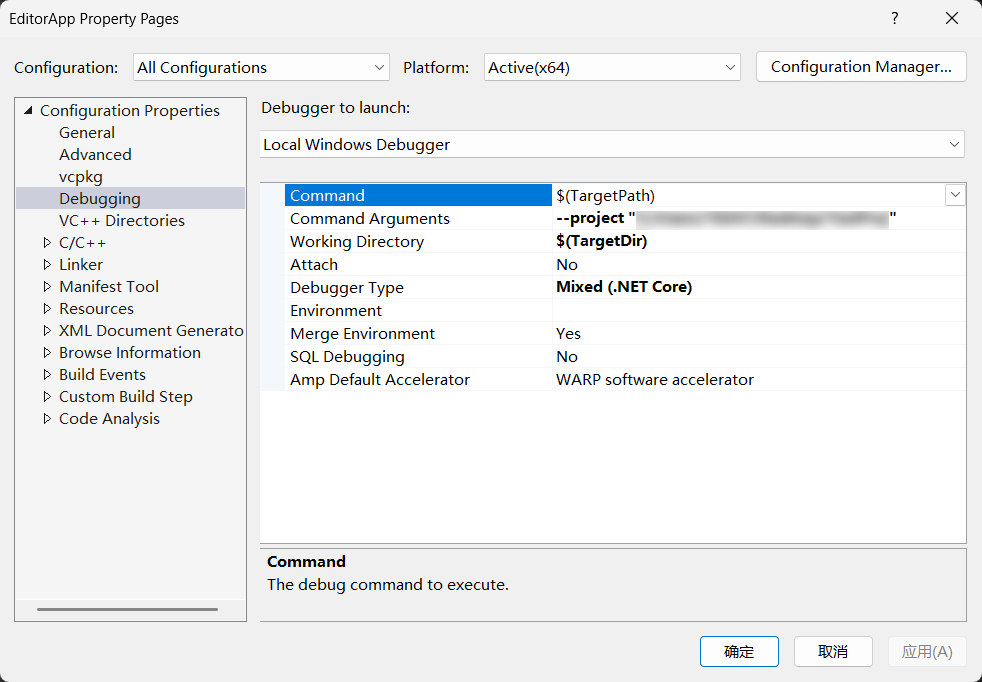 EditorApp Property Pages
?
Configuration: All Configurations Platform: Active(x64) Configuration Manager...
Configuration Properties
General
Advanced
vcpkg
Debugging
VC++ Directories
C/C++
Linker
Manifest Tool
Resources
XML Document Generato
Browse Information
Build Events
Custom Build Step
Code Analysis
Debugger to launch:
Local Windows Debugger
Command $(TargetPath)
Command Arguments --project " "
Working Directory $(TargetDir)
Attach No
Debugger Type Mixed (.NET Core)
Environment
Merge Environment Yes
SQL Debugging No
Amp Default Accelerator WARP software accelerator
Command
The debug command to execute.
确定 取消 应用(A)